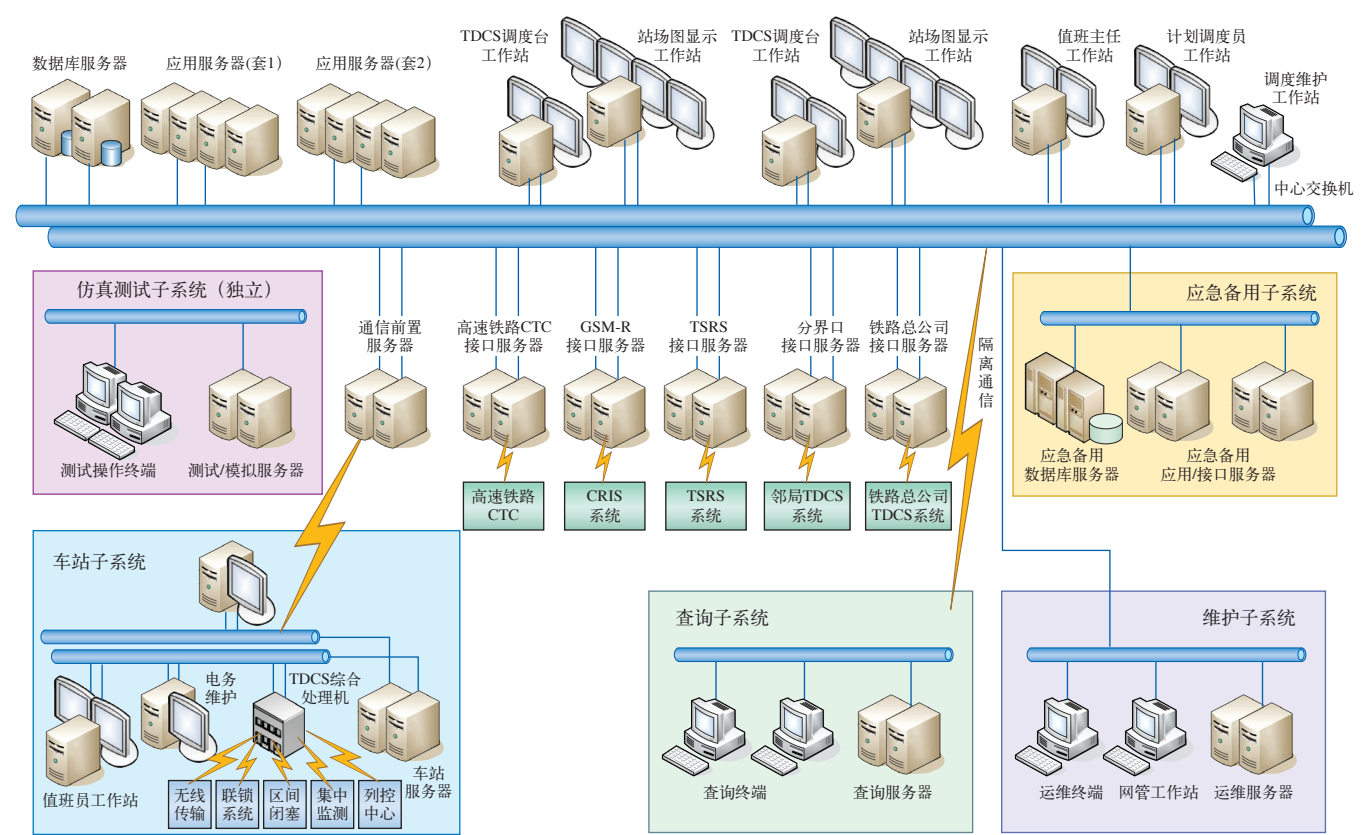 TDCS调度台
工作站
站场图显示
工作站
TDCS调度台
工作站
站场图显示
工作站
值班主任
工作站
计划调度员
工作站
数据库服务器
应用服务器(套1)
应用服务器(套2)
调度维护
工作站
中心交换机
仿真测试子系统（独立）
测试操作终端
测试/模拟服务器
通信前置
服务器
高速铁路CTC
接口服务器
GSM-R
接口服务器
TSRS
接口服务器
分界口
接口服务器
铁路总公司
接口服务器
隔
离
通
信
高速铁路
CTC
CRIS
系统
TSRS
系统
邻局TDCS
系统
铁路总公司
TDCS系统
应急备用子系统
应急备用
数据库服务器
应急备用
应用/接口服务器
车站子系统
电务
维护
TDCS综合
处理机
值班员工作站
车站
服务器
无线
传输
联锁
系统
区间
闭塞
集中
监测
列控
中心
查询子系统
查询终端
查询服务器
维护子系统
运维终端
网管工作站
运维服务器